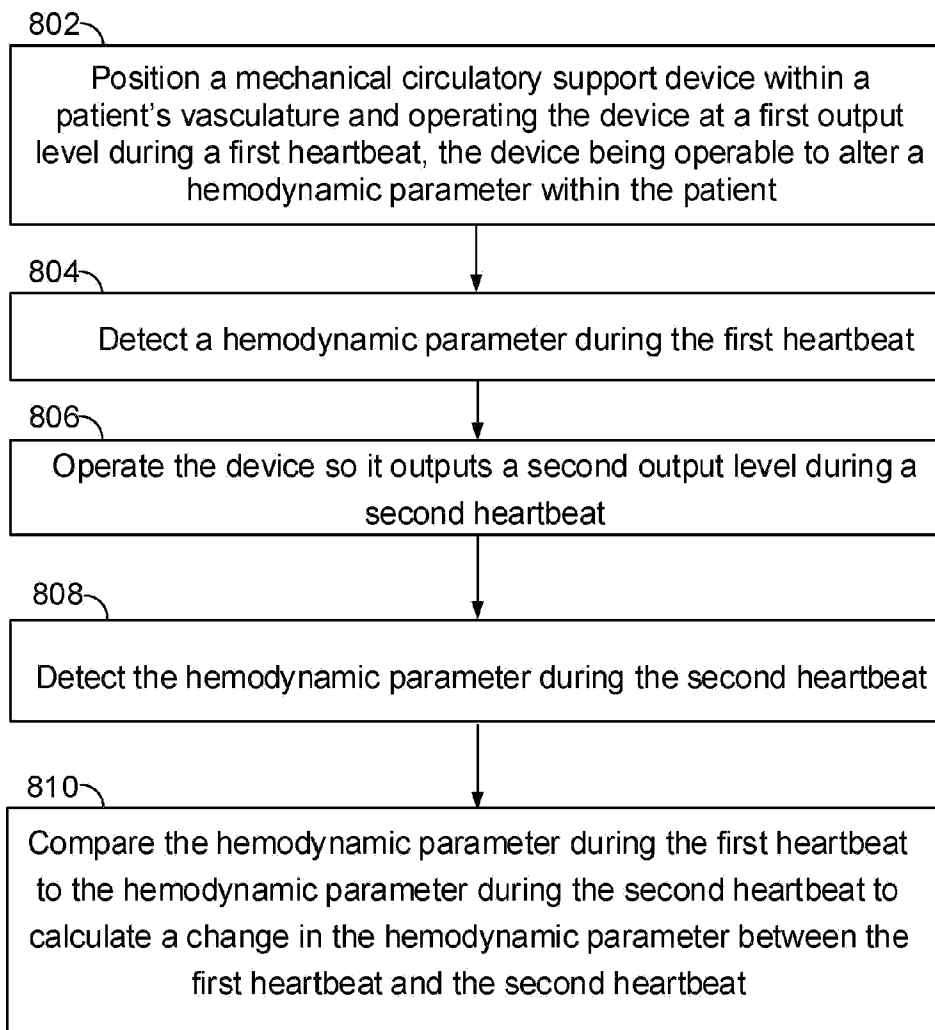 802
Position a mechanical circulatory support device within a
patient's vasculature and operating the device at a first output
level during a first heartbeat, the device being operable to alter a
hemodynamic parameter within the patient
804
Detect a hemodynamic parameter during the first heartbeat
806
Operate the device so it outputs a second output level during a
second heartbeat
808
Detect the hemodynamic parameter during the second heartbeat
810
Compare the hemodynamic parameter during the first heartbeat
to the hemodynamic parameter during the second heartbeat to
calculate a change in the hemodynamic parameter between the
first heartbeat and the second heartbeat